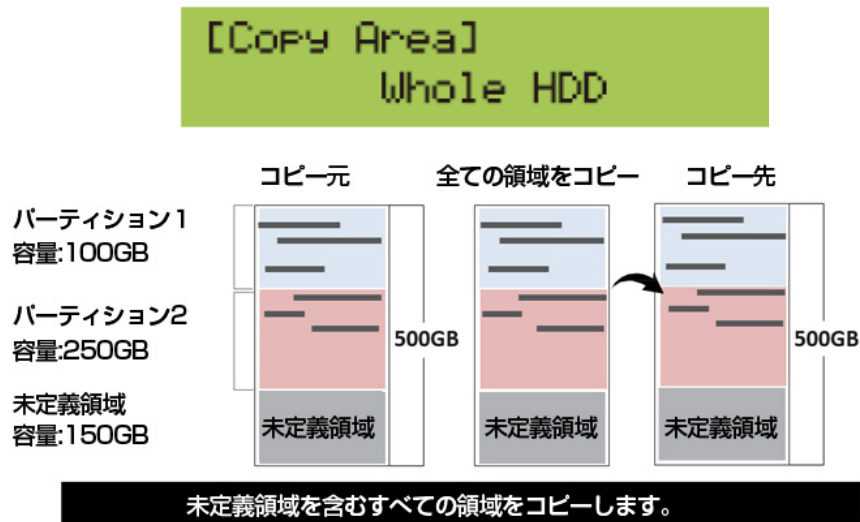 [Copy Area]
Whole HDD
コピー元
全ての領域をコピー
コピー先
パーティション1
容量:100GB
パーティション2
容量:250GB
未定義領域
容量:150GB
500GB
500GB
未定義領域
未定義領域
未定義領域
未定義領域を含むすべての領域をコピーします。